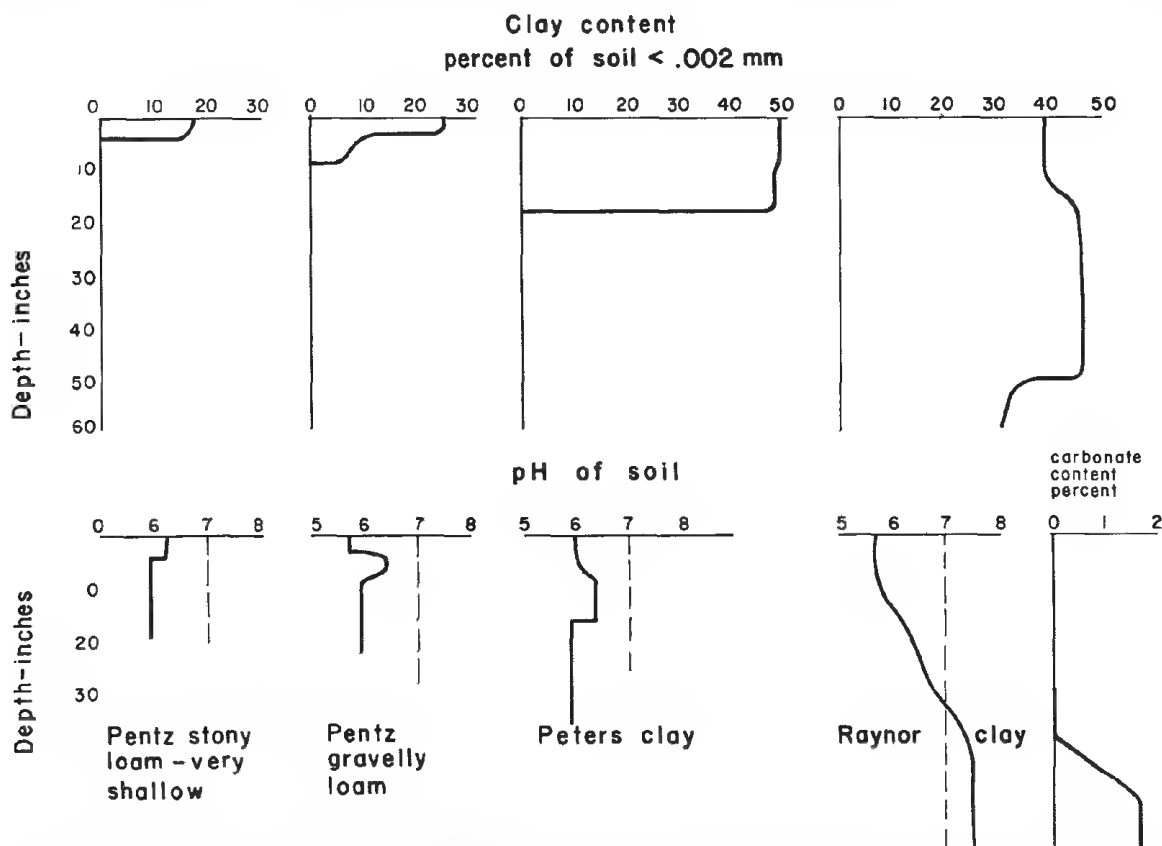 Clay content
percent of soil < .002 mm
0 10 20 30
0 10 20 30
0 10 20 30 40 50
0 10 20 30 40 50
10
20
30
40
50
60
Depth—inches
pH of soil
carbonate
content
percent
0 6 7 8
5 6 7 8
5 6 7 8
5 6 7 8
0 1 2
0
20
30
Depth-inches
Pentz stony
loam – very
shallow
Pentz
gravelly
loam
Peters clay
Raynor clay